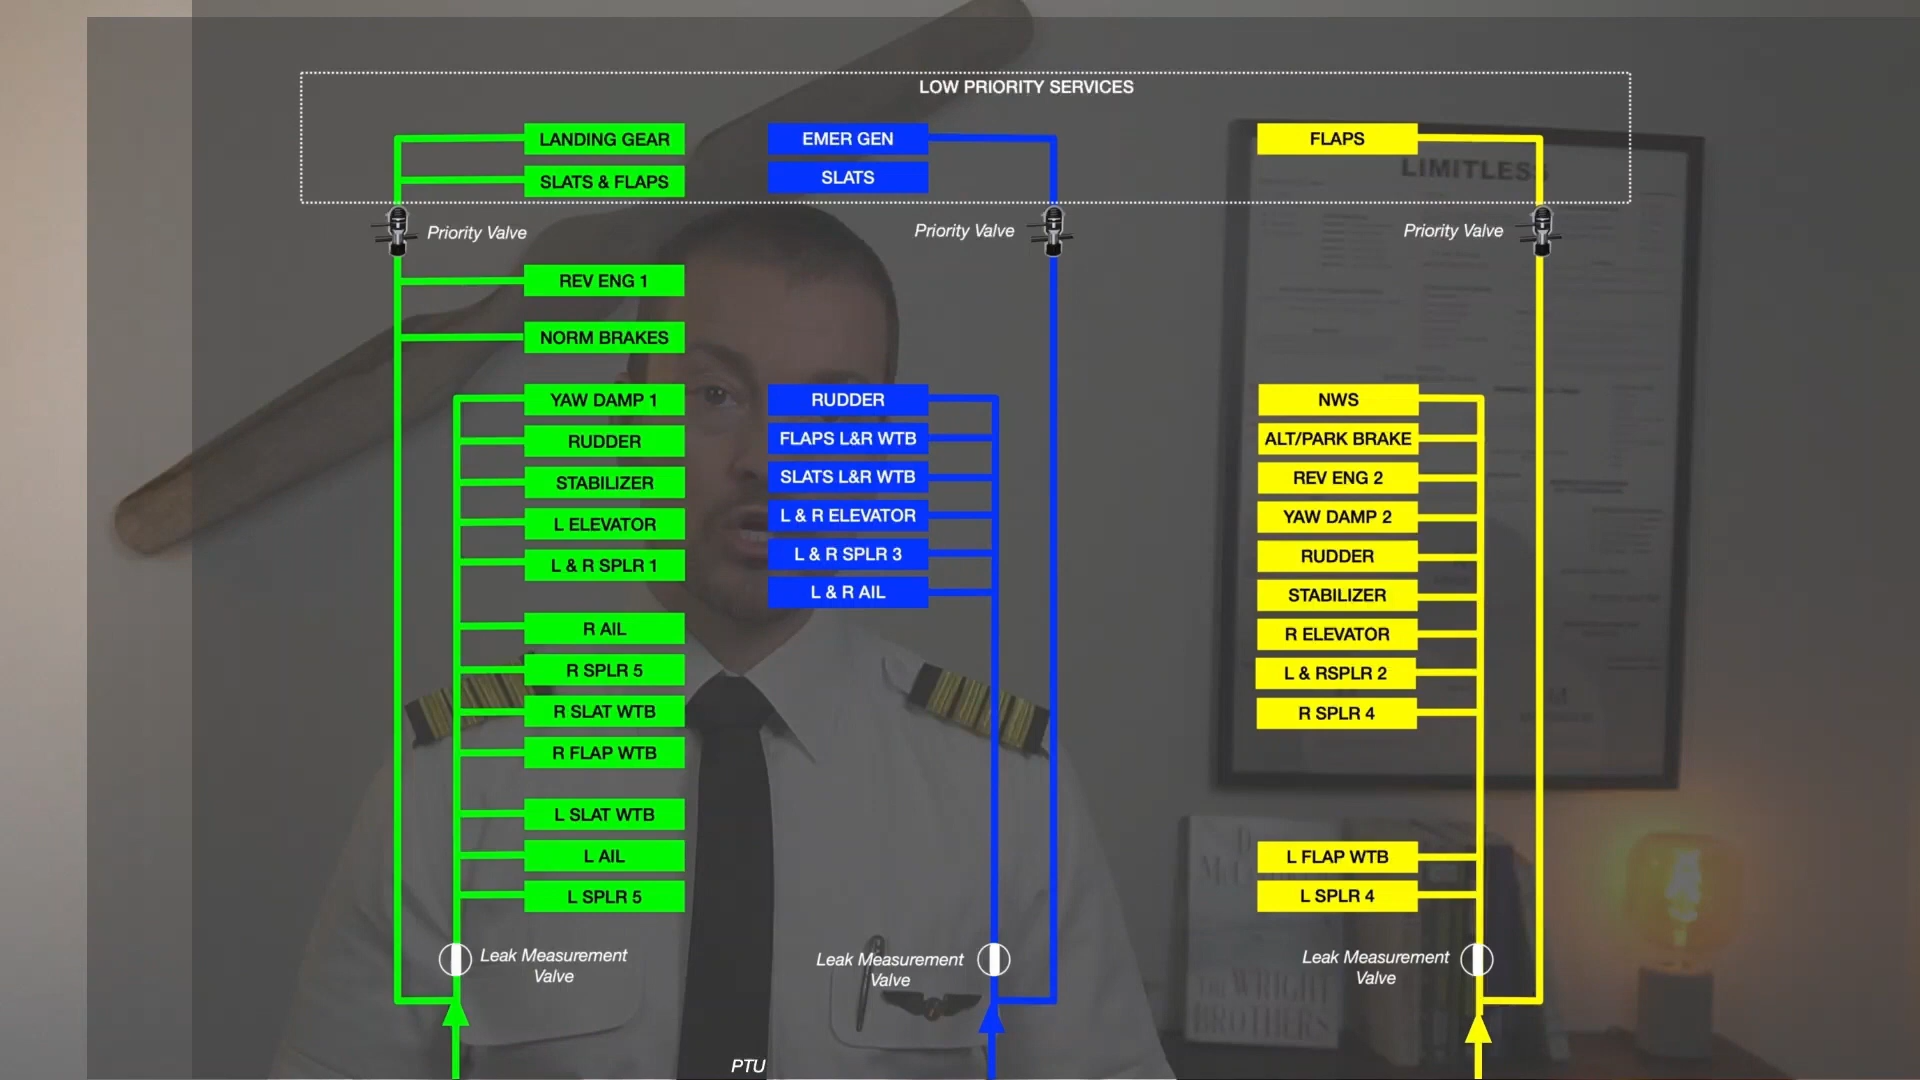 LOW PRIORITY SERVICES
LANDING GEAR
SLATS & FLAPS
Priority Valve
REV ENG 1
NORM BRAKES
YAW DAMP 1
RUDDER
STABILIZER
L ELEVATOR
L & R SPLR 1
R AIL
R SPLR 5
R SLAT WTB
R FLAP WTB
L SLAT WTB
L AIL
L SPLR 5
Leak Measurement
Valve
EMER GEN
SLATS
Priority Valve
RUDDER
FLAPS L&R WTB
SLATS L&R WTB
L & R ELEVATOR
L & R SPLR 3
L & R AIL
Leak Measurement
Valve
PTU
FLAPS
LIMITLESS
Priority Valve
NWS
ALT/PARK BRAKE
REV ENG 2
YAW DAMP 2
RUDDER
STABILIZER
R ELEVATOR
L & RSPLR 2
R SPLR 4
L FLAP WTB
L SPLR 4
Leak Measurement
Valve
WRIGHT
BROTHERS